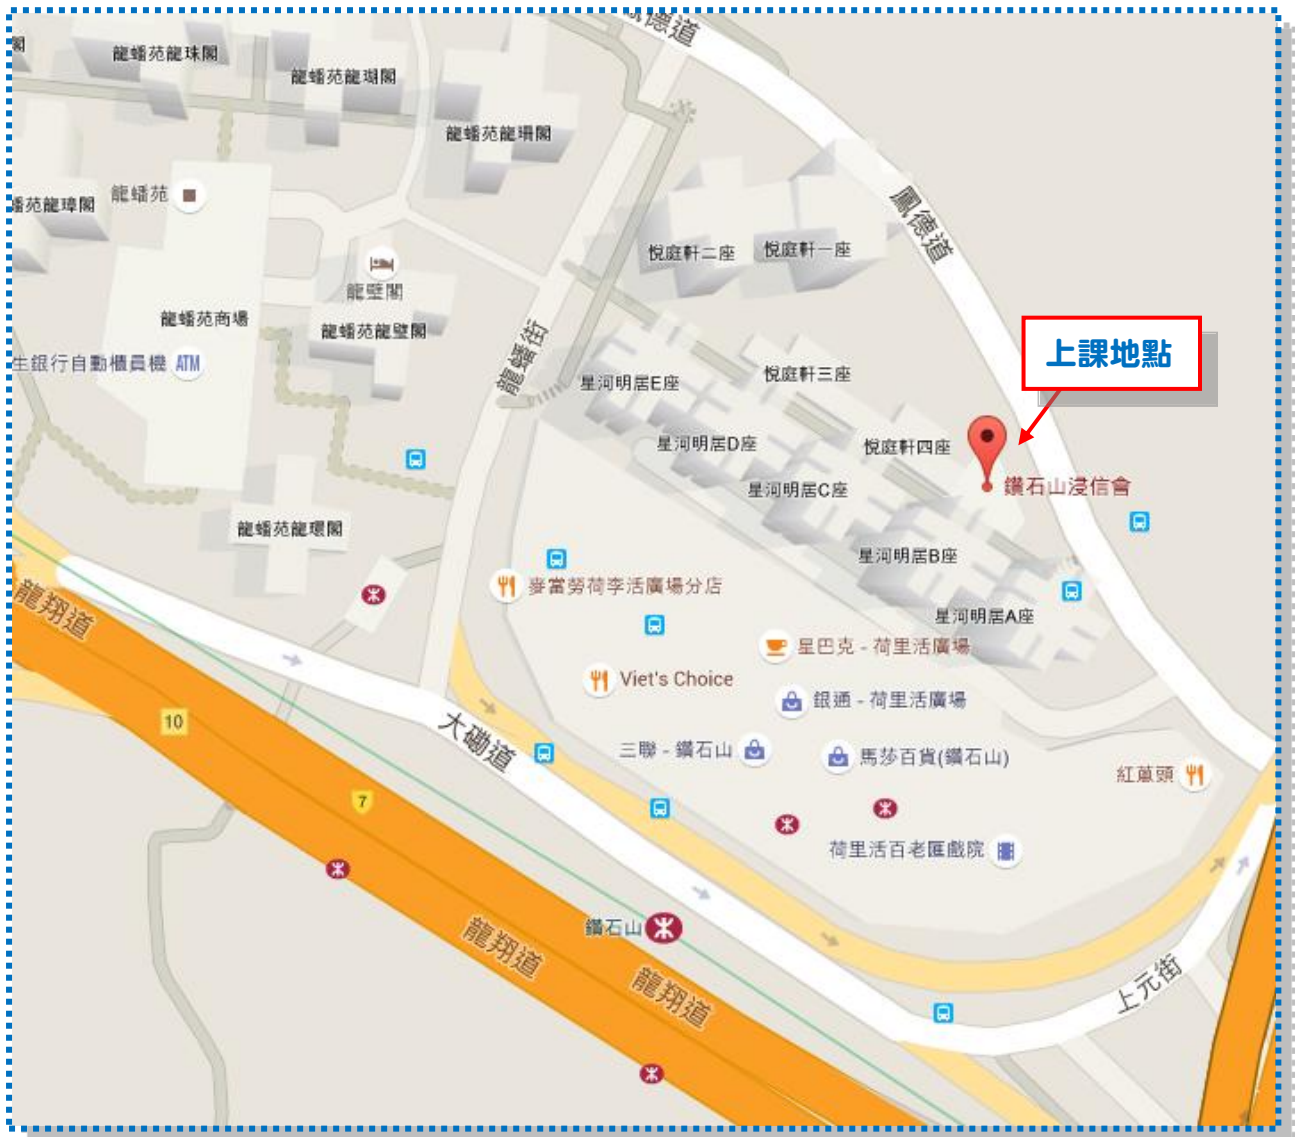 鳳德道
閣
龍蟠苑龍珠閣
龍蟠苑龍瑚閣
龍蟠苑龍珊閣
蟠苑龍璋閣
龍蟠苑
鳳德道
悅庭軒二座
悅庭軒一座
龍璧閣
龍蟠苑商場
龍蟠苑龍璧閣
龍蟠街
上課地點
生銀行自動櫃員機 ATM
星河明居E座
悅庭軒三座
星河明居D座
悅庭軒四座
星河明居C座
鑽石山浸信會
龍蟠苑龍環閣
星河明居B座
麥當勞荷李活廣場分店
龍翔道
星河明居A座
星巴克 - 荷里活廣場
Viet's Choice
銀通 - 荷里活廣場
10
大磡道
三聯 - 鑽石山
馬莎百貨(鑽石山)
紅蔥頭
7
荷里活百老匯戲院
鑽石山
龍翔道
龍翔道
上元街